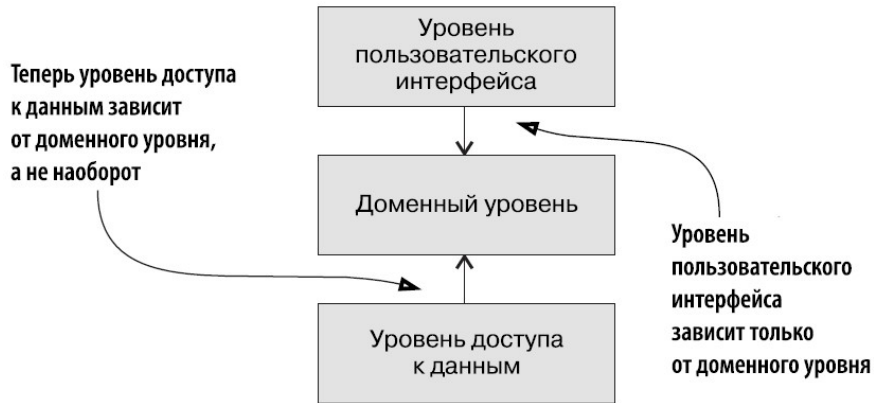 Уровень
пользовательского
интерфейса
Теперь уровень доступа
к данным зависит
от доменного уровня,
а не наоборот
Доменный уровень
Уровень
пользовательского
интерфейса
зависит только
от доменного уровня
Уровень доступа
к данным